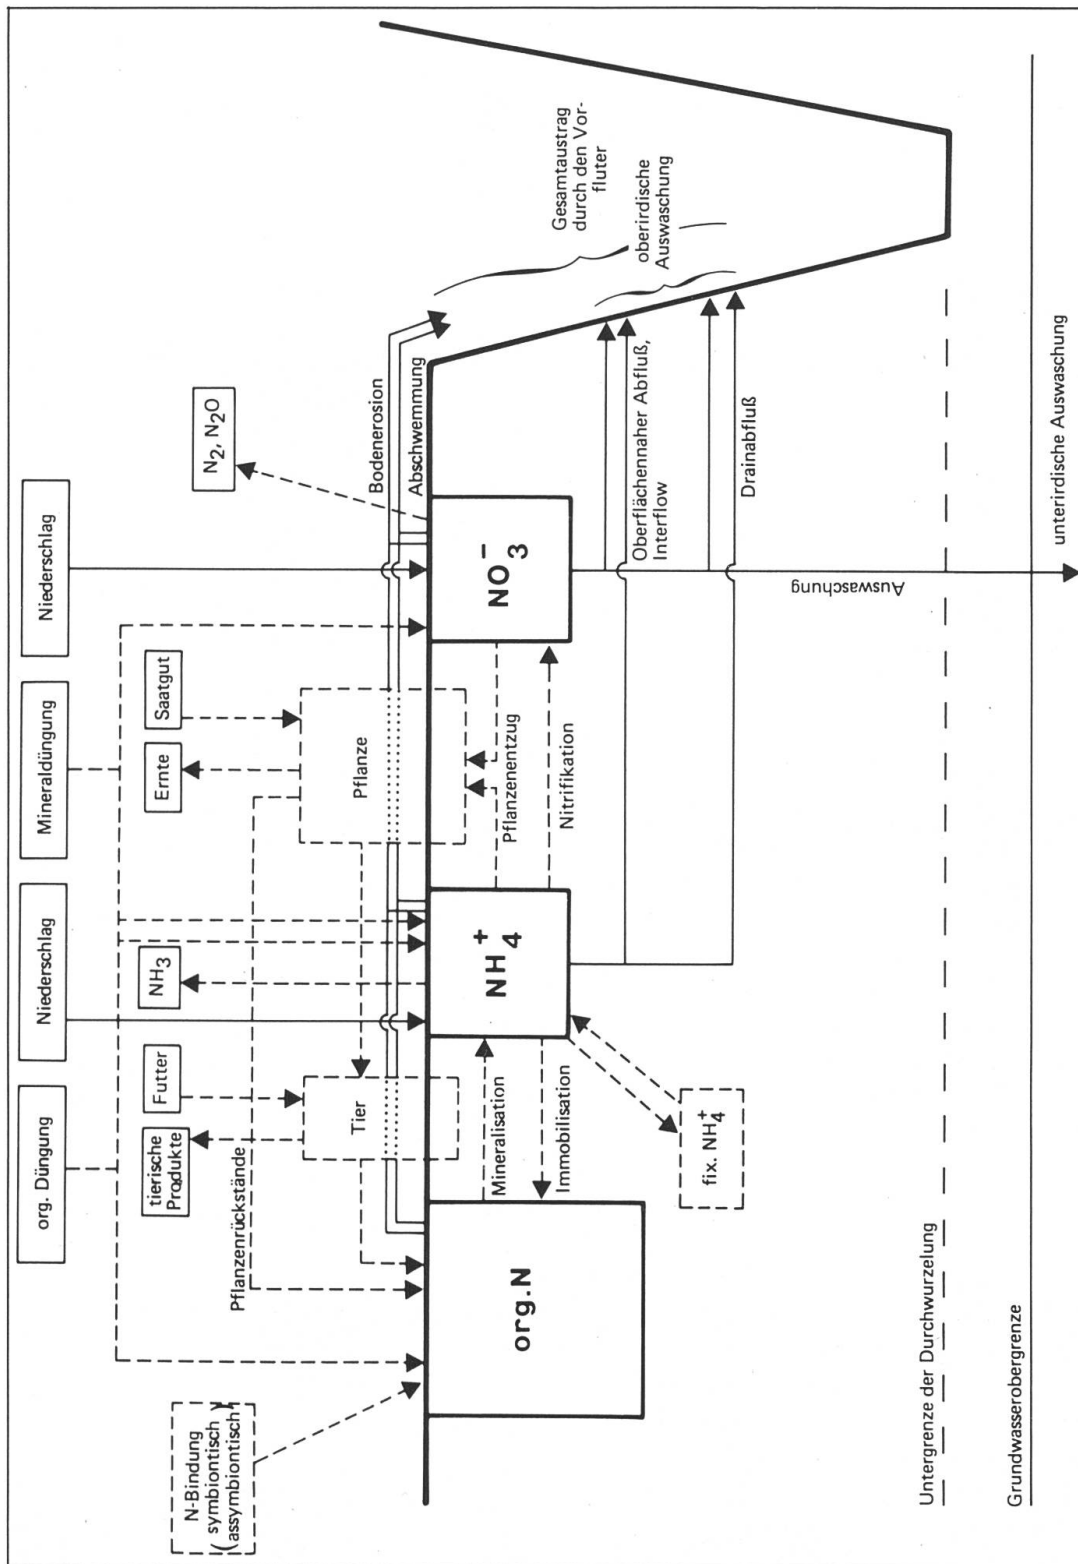 org. Düngung
Niederschlag
Mineraldüngung
Niederschlag
N-Bindung
(symbiontisch)
(assymbiontisch)
tierische
Produkte
Futter
NH₃
Ernte
Saatgut
N₂, N₂O
Pflanzenrückstände
Tier
Pflanze
Bodenerosion
Abschwemmung
Gesamtaustrag
durch den Vor-
fluter
oberirdische
Auswaschung
org.N
Mineralisation
Immobilisation
NH₄⁺
Pflanzenentzug
Nitrifikation
NO₃⁻
Oberflächennaher Abfluß,
Interflow
Drainabfluß
fix. NH₄⁺
Auswaschung
Untergrenze der Durchwurzelung
Grundwasserobergrenze
unterirdische Auswaschung